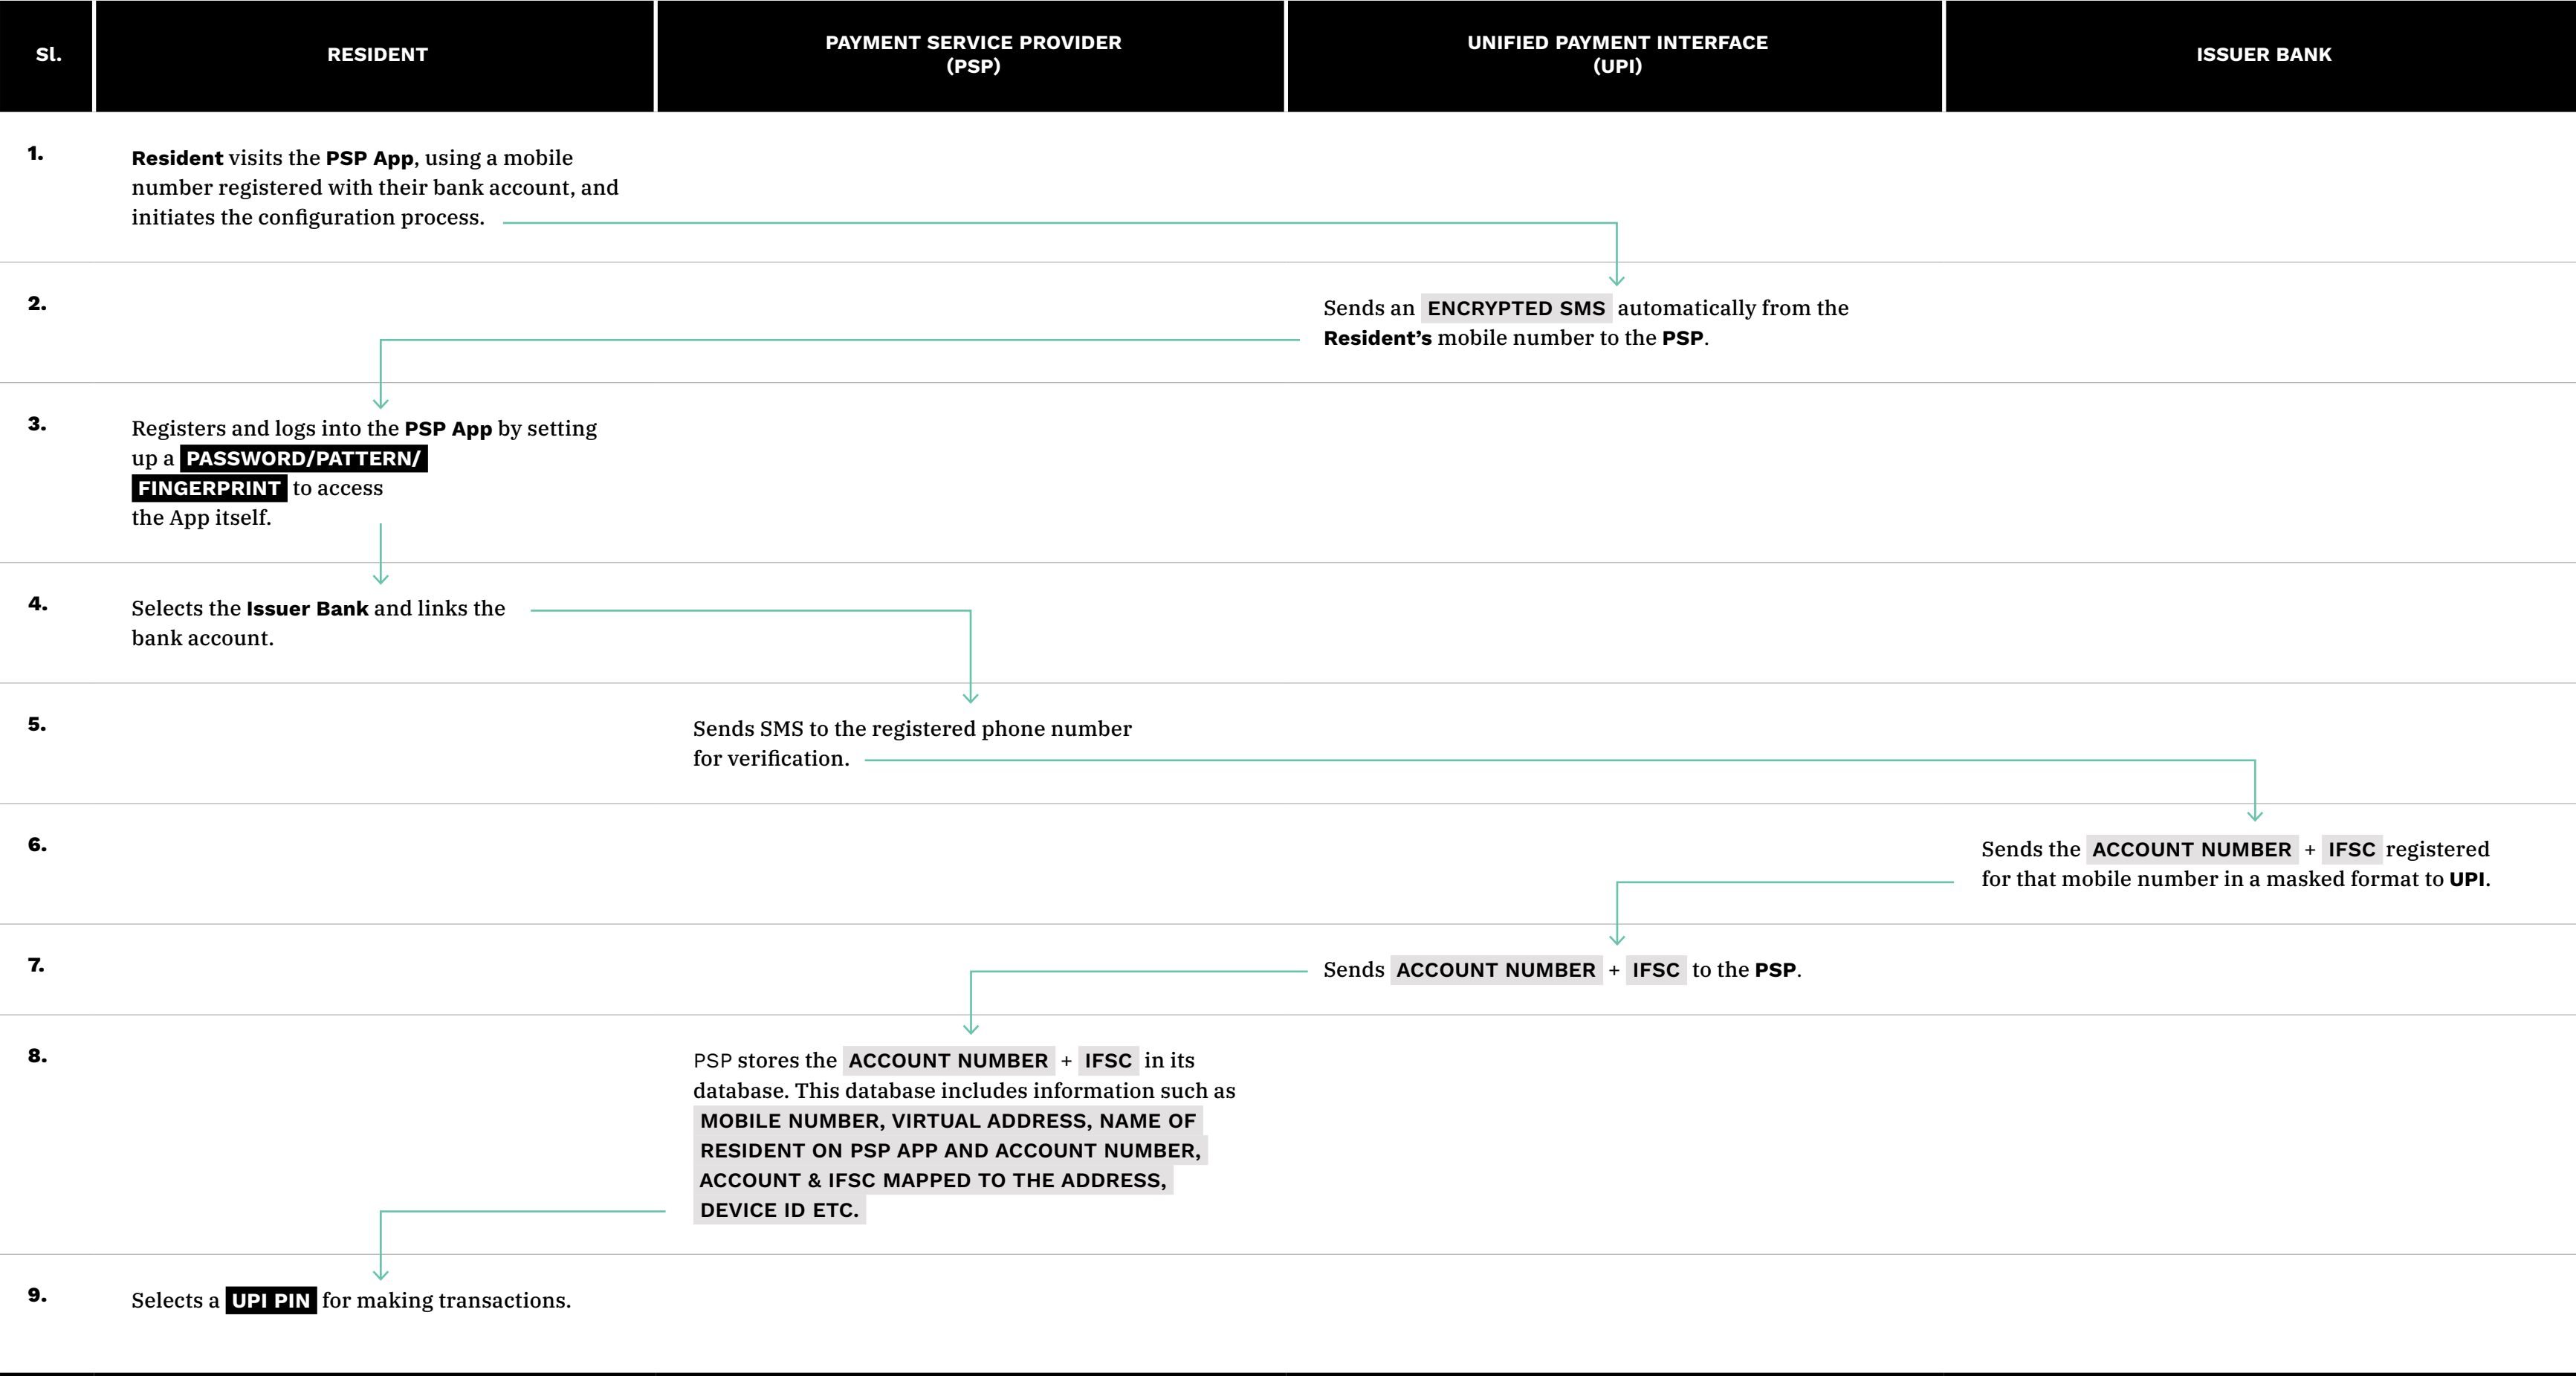 Sl.
RESIDENT
PAYMENT SERVICE PROVIDER
(PSP)
UNIFIED PAYMENT INTERFACE
(UPI)
ISSUER BANK
1.
Resident visits the PSP App, using a mobile
number registered with their bank account, and
initiates the configuration process.
2.
Sends an ENCRYPTED SMS automatically from the
Resident’s mobile number to the PSP.
3.
Registers and logs into the PSP App by setting
up a PASSWORD/PATTERN/
FINGERPRINT to access
the App itself.
4.
Selects the Issuer Bank and links the
bank account.
5.
Sends SMS to the registered phone number
for verification.
6.
Sends the ACCOUNT NUMBER + IFSC registered
for that mobile number in a masked format to UPI.
7.
Sends ACCOUNT NUMBER + IFSC to the PSP.
8.
PSP stores the ACCOUNT NUMBER + IFSC in its
database. This database includes information such as
MOBILE NUMBER, VIRTUAL ADDRESS, NAME OF
RESIDENT ON PSP APP AND ACCOUNT NUMBER,
ACCOUNT & IFSC MAPPED TO THE ADDRESS,
DEVICE ID ETC.
9.
Selects a UPI PIN for making transactions.